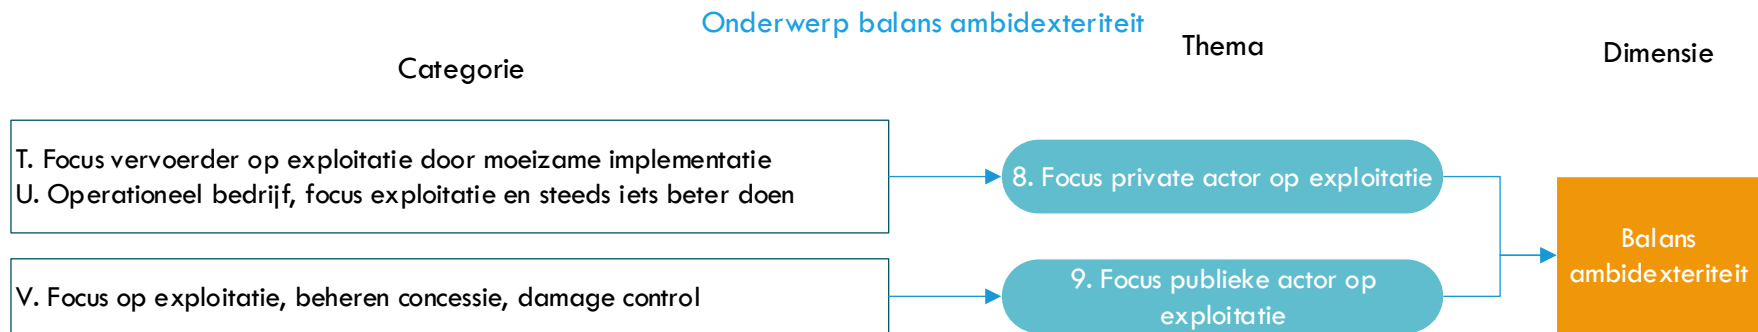 Onderwerp balans ambidexteriteit
Categorie
Thema
Dimensie
T. Focus vervoerder op exploitatie door moeizame implementatie
U. Operationeel bedrijf, focus exploitatie en steeds iets beter doen
8. Focus private actor op exploitatie
V. Focus op exploitatie, beheren concessie, damage control
9. Focus publieke actor op
exploitatie
Balans
ambidexteriteit